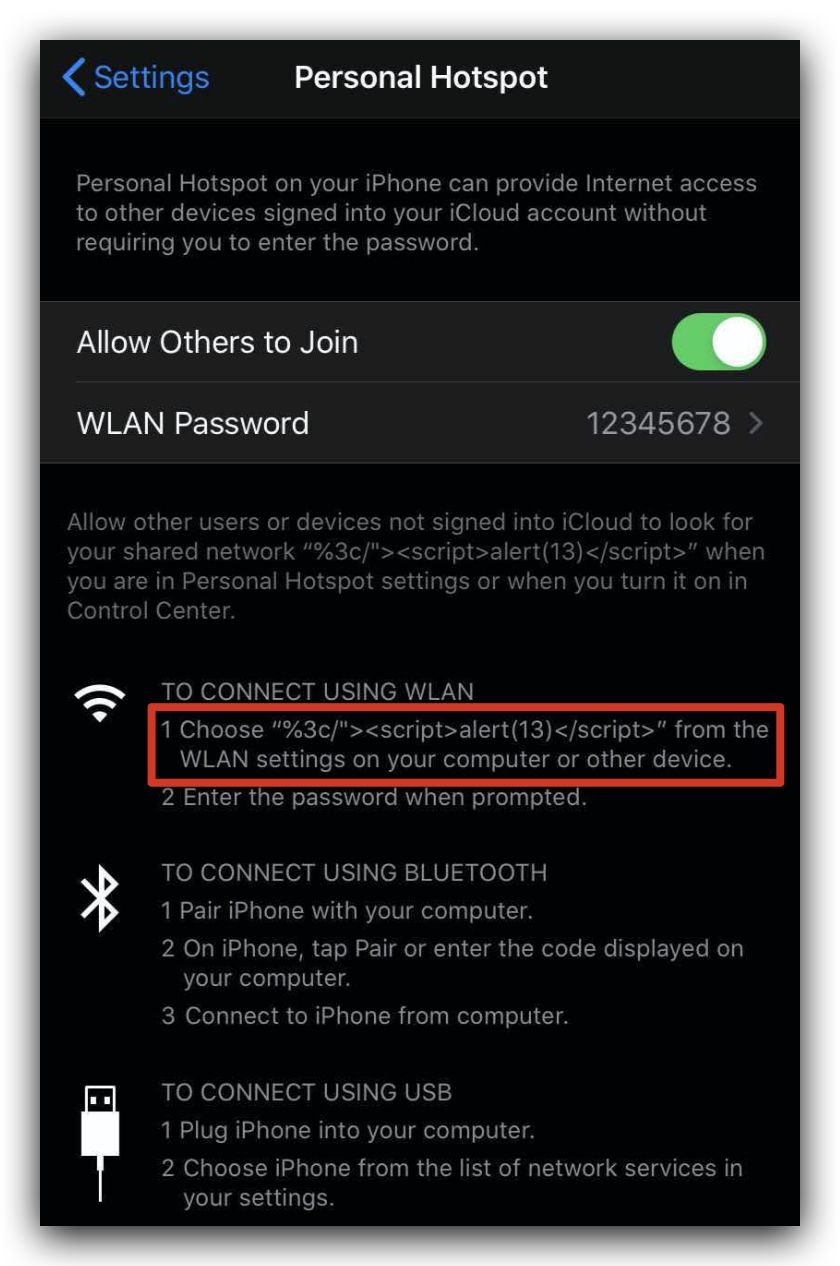 Settings
Personal Hotspot
Personal Hotspot on your iPhone can provide Internet access
to other devices signed into your iCloud account without
requiring you to enter the password.
Allow Others to Join
WLAN Password 12345678
Allow other users or devices not signed into iCloud to look for
your shared network “%3c/"><script>alert(13)</script>” when
you are in Personal Hotspot settings or when you turn it on in
Control Center.
TO CONNECT USING WLAN
1 Choose “%3c/"><script>alert(13)</script>” from the
WLAN settings on your computer or other device.
2 Enter the password when prompted.
TO CONNECT USING BLUETOOTH
1 Pair iPhone with your computer.
2 On iPhone, tap Pair or enter the code displayed on
your computer.
3 Connect to iPhone from computer.
TO CONNECT USING USB
1 Plug iPhone into your computer.
2 Choose iPhone from the list of network services in
your settings.